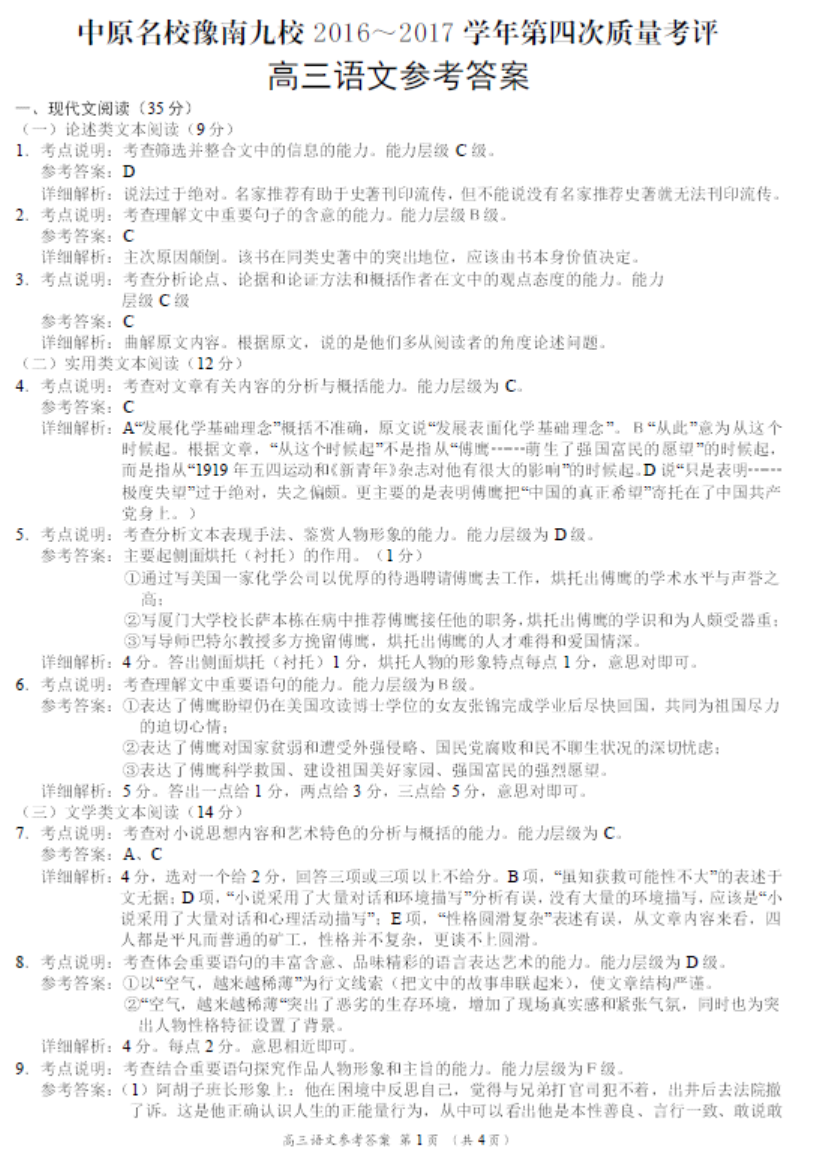 中原名校豫南九校 2016～2017 学年第四次质量考评
高三语文参考答案
一、现代文阅读（35 分）
（一）论述类文本阅读（9 分）
1．考点说明：考查筛选并整合文中的信息的能力。能力层级 C 级。
参考答案：D
详细解析：说法过于绝对。名家推荐有助于史著刊印流传，但不能说没有名家推荐史著就无法刊印流传。
2．考点说明：考查理解文中重要句子的含意的能力。能力层级 B 级。
参考答案：C
详细解析：主次原因颠倒。该书在同类史著中的突出地位，应该由书本身价值决定。
3．考点说明：考查分析论点、论据和论证方法和概括作者在文中的观点态度的能力。能力
层级 C 级
参考答案：C
详细解析：曲解原文内容。根据原文，说的是他们多从阅读者的角度论述问题。
（二）实用类文本阅读（12 分）
4．考点说明：考查对文章有关内容的分析与概括能力。能力层级为 C。
参考答案：C
详细解析：A“发展化学基础理念”概括不准确，原文说“发展表面化学基础理念”。B“从此”意为从这个
时候起。根据文章，“从这个时候起”不是指从“傅鹰┅┅萌生了强国富民的愿望”的时候起，
而是指从“1919 年五四运动和《新青年》杂志对他有很大的影响”的时候起。D 说“只是表明┅┅
极度失望”过于绝对，失之偏颇。更主要的是表明傅鹰把“中国的真正希望”寄托在了中国共产
党身上。）
5．考点说明：考查分析文本表现手法、鉴赏人物形象的能力。能力层级为 D 级。
参考答案：主要起侧面烘托（衬托）的作用。（1 分）
①通过写美国一家化学公司以优厚的待遇聘请傅鹰去工作，烘托出傅鹰的学术水平与声誉之
高；
②写厦门大学校长萨本栋在病中推荐傅鹰接任他的职务，烘托出傅鹰的学识和为人颇受器重；
③写导师巴特尔教授多方挽留傅鹰，烘托出傅鹰的人才难得和爱国情深。
详细解析：4 分。答出侧面烘托（衬托）1 分，烘托人物的形象特点每点 1 分，意思对即可。
6．考点说明：考查理解文中重要语句的能力。能力层级为 B 级。
参考答案：①表达了傅鹰盼望仍在美国攻读博士学位的女友张锦完成学业后尽快回国，共同为祖国尽力
的迫切心情；
②表达了傅鹰对国家贫弱和遭受外强侵略、国民党腐败和民不聊生状况的深切忧虑；
③表达了傅鹰科学救国、建设祖国美好家园、强国富民的强烈愿望。
详细解析：5 分。答出一点给 1 分，两点给 3 分，三点给 5 分，意思对即可。
（三）文学类文本阅读（14 分）
7．考点说明：考查对小说思想内容和艺术特色的分析与概括的能力。能力层级为 C。
参考答案：A、C
详细解析：4 分，选对一个给 2 分，回答三项或三项以上不给分。B 项，“虽知获救可能性不大”的表述于
文无据；D 项，“小说采用了大量对话和环境描写”分析有误，没有大量的环境描写，应该是“小
说采用了大量对话和心理活动描写”；E 项，“性格圆滑复杂”表述有误，从文章内容来看，四
人都是平凡而普通的矿工，性格并不复杂，更谈不上圆滑。
8．考点说明：考查体会重要语句的丰富含意、品味精彩的语言表达艺术的能力。能力层级为 D 级。
参考答案：①以“空气，越来越稀薄”为行文线索（把文中的故事串联起来），使文章结构严谨。
②“空气，越来越稀薄“突出了恶劣的生存环境，增加了现场真实感和紧张气氛，同时也为突
出人物性格特征设置了背景。
详细解析：4 分。每点 2 分。意思相近即可。
9．考点说明：考查结合重要语句探究作品人物形象和主旨的能力。能力层级为 F 级。
参考答案：（1）阿胡子班长形象上：他在困境中反思自己，觉得与兄弟打官司犯不着，出井后去法院撤
了诉。这是他正确认识人生的正能量行为，从中可以看出他是本性善良、言行一致、敢说敢
高三语文参考答案 第 1 页 （共 4 页）